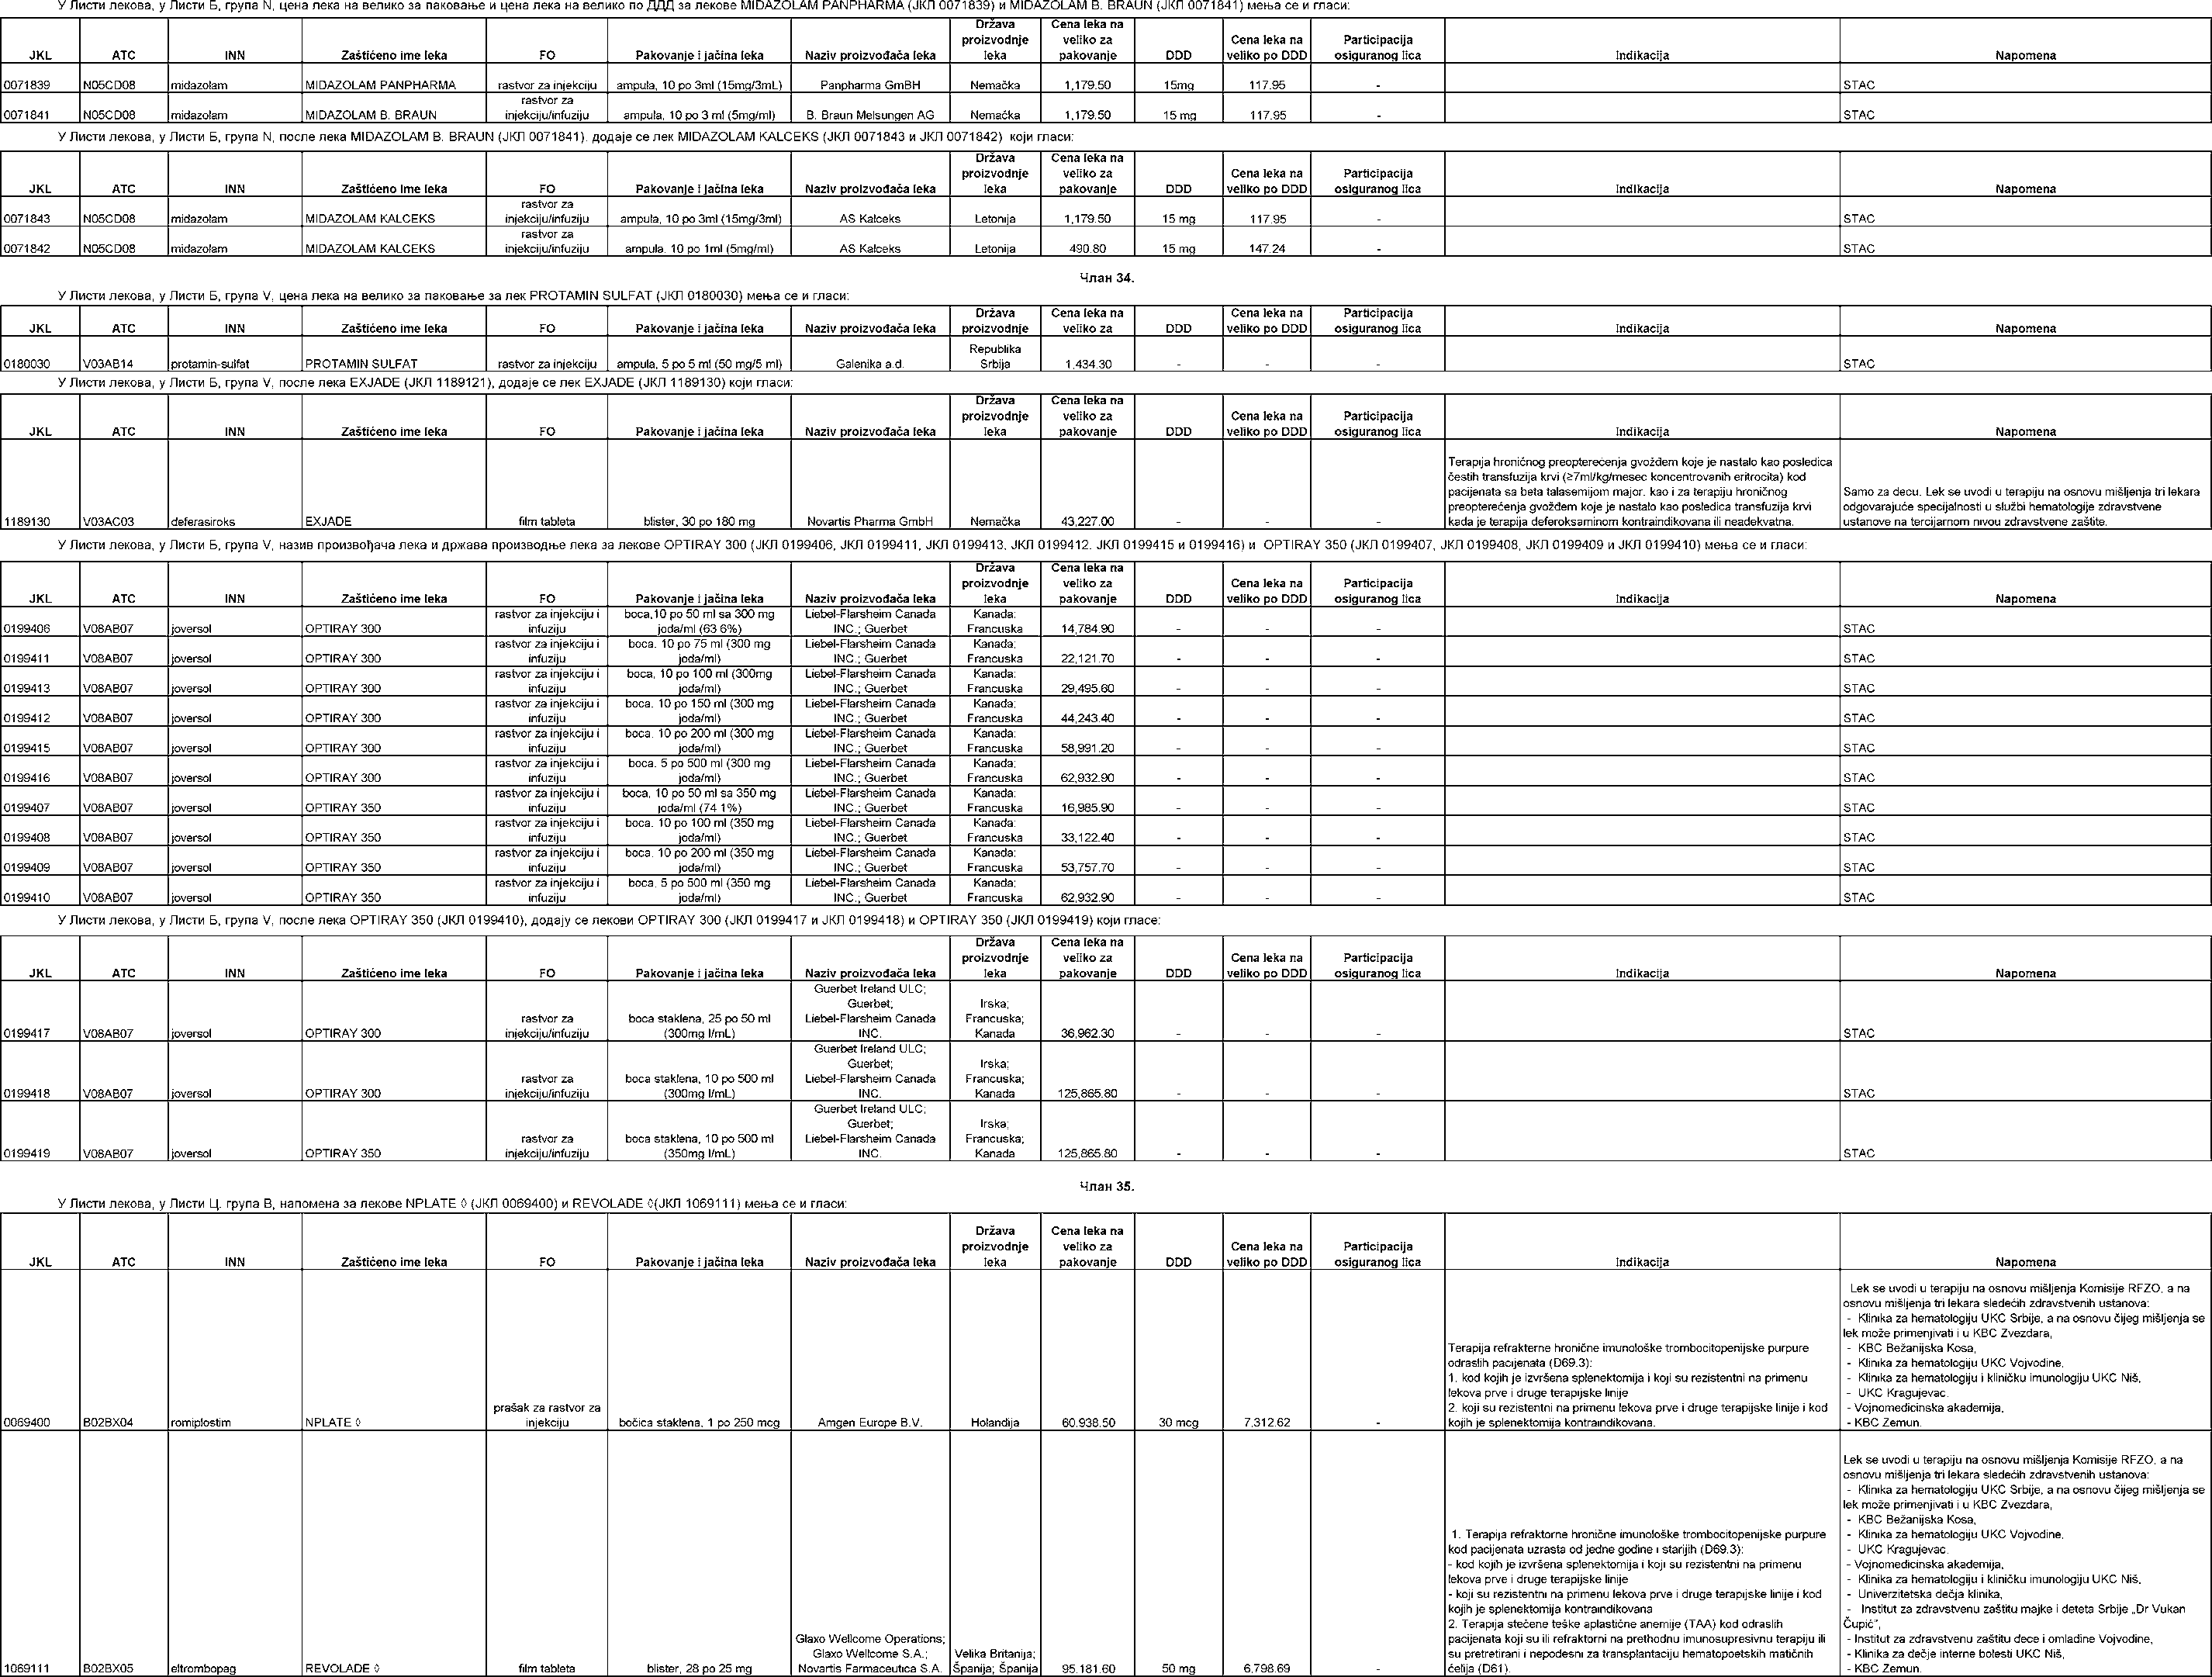 У Листи лекова, у Листи Б, група N, цена лека на велико за паковање и цена лека на велико по ДДД за лекове MIDAZOLAM PANPHARMA (ЈКЛ 0071839) и MIDAZOLAM B. BRAUN (ЈКЛ 0071841) мења се и гласи:
JKL ATC INN Zaštićeno ime leka FO Pakovanje i jačina leka Naziv proizvođača leka Država proizvodnje leka Cena leka na veliko za pakovanje DDD Cena leka na veliko po DDD Participacija osiguranog lica Indikacija Napomena
0071839 N05CD08 midazolam MIDAZOLAM PANPHARMA rastvor za injekciju ampula, 10 po 3ml (15mg/3mL) Panpharma GmBH Nemačka 1,179.50 15mg 117.95 - STAC
0071841 N05CD08 midazolam MIDAZOLAM B. BRAUN rastvor za injekciju/infuziju ampula, 10 po 3 ml (5mg/ml) B. Braun Melsungen AG Nemačka 1,179.50 15 mg 117.95 - STAC
У Листи лекова, у Листи Б, група N, после лека MIDAZOLAM B. BRAUN (ЈКЛ 0071841), додаје се лек MIDAZOLAM KALCEKS (ЈКЛ 0071843 и ЈКЛ 0071842) који гласи:
JKL ATC INN Zaštićeno ime leka FO Pakovanje i jačina leka Naziv proizvođača leka Država proizvodnje leka Cena leka na veliko za pakovanje DDD Cena leka na veliko po DDD Participacija osiguranog lica Indikacija Napomena
0071843 N05CD08 midazolam MIDAZOLAM KALCEKS rastvor za injekciju/infuziju ampula, 10 po 3ml (15mg/3ml) AS Kalceks Letonija 1,179.50 15 mg 117.95 - STAC
0071842 N05CD08 midazolam MIDAZOLAM KALCEKS rastvor za injekciju/infuziju ampula, 10 po 1ml (5mg/ml) AS Kalceks Letonija 490.80 15 mg 147.24 - STAC
Члан 34.
У Листи лекова, у Листи Б, група V, цена лека на велико за паковање за лек PROTAMIN SULFAT (ЈКЛ 0180030) мења се и гласи:
JKL ATC INN Zaštićeno ime leka FO Pakovanje i jačina leka Naziv proizvođača leka Država proizvodnje leka Cena leka na veliko za DDD Cena leka na veliko po DDD Participacija osiguranog lica Indikacija Napomena
0180030 V03AB14 protamin-sulfat PROTAMIN SULFAT rastvor za injekciju ampula, 5 po 5 ml (50 mg/5 ml) Galenika a.d. Republika Srbija 1,434.30 - - - STAC
У Листи лекова, у Листи Б, група V, после лека EXJADE (ЈКЛ 1189121), додаје се лек EXJADE (ЈКЛ 1189130) који гласи:
JKL ATC INN Zaštićeno ime leka FO Pakovanje i jačina leka Naziv proizvođača leka Država proizvodnje leka Cena leka na veliko za pakovanje DDD Cena leka na veliko po DDD Participacija osiguranog lica Indikacija Napomena
1189130 V03AC03 deferasiroks EXJADE film tableta blister, 30 po 180 mg Novartis Pharma GmbH Nemačka 43,227.00 - - -
Terapija hroničnog preopterećenja gvožđem koje je nastalo kao posledica
čestih transfuzija krvi (≥7ml/kg/mesec koncentrovanih eritrocita) kod
pacijenata sa beta talasemijom major, kao i za terapiju hroničnog
preopterećenja gvožđem koje je nastalo kao posledica transfuzija krvi
kada je terapija deferoksaminom kontraindikovana ili neadekvatna.
Samo za decu. Lek se uvodi u terapiju na osnovu mišljenja tri lekara
odgovarajuće specijalnosti u službi hematologije zdravstvene
ustanove na tercijarnom nivou zdravstvene zaštite.
У Листи лекова, у Листи Б, група V, назив произвођача лека и држава производње лека за лекове OPTIRAY 300 (ЈКЛ 0199406, ЈКЛ 0199411, ЈКЛ 0199413, ЈКЛ 0199412, ЈКЛ 0199415 и 0199416) и OPTIRAY 350 (ЈКЛ 0199407, ЈКЛ 0199408, ЈКЛ 0199409 и ЈКЛ 0199410) мења се и гласи:
JKL ATC INN Zaštićeno ime leka FO Pakovanje i jačina leka Naziv proizvođača leka Država proizvodnje leka Cena leka na veliko za pakovanje DDD Cena leka na veliko po DDD Participacija osiguranog lica Indikacija Napomena
0199406 V08AB07 joversol OPTIRAY 300 rastvor za injekciju i infuziju boca,10 po 50 ml sa 300 mg joda/ml (63.6%) Liebel-Flarsheim Canada INC.; Guerbet Kanada; Francuska 14,784.90 - - - STAC
0199411 V08AB07 joversol OPTIRAY 300 rastvor za injekciju i infuziju boca, 10 po 75 ml (300 mg joda/ml) Liebel-Flarsheim Canada INC.; Guerbet Kanada; Francuska 22,121.70 - - - STAC
0199413 V08AB07 joversol OPTIRAY 300 rastvor za injekciju i infuziju boca, 10 po 100 ml (300mg joda/ml) Liebel-Flarsheim Canada INC.; Guerbet Kanada; Francuska 29,495.60 - - - STAC
0199412 V08AB07 joversol OPTIRAY 300 rastvor za injekciju i infuziju boca, 10 po 150 ml (300 mg joda/ml) Liebel-Flarsheim Canada INC.; Guerbet Kanada; Francuska 44,243.40 - - - STAC
0199415 V08AB07 joversol OPTIRAY 300 rastvor za injekciju i infuziju boca, 10 po 200 ml (300 mg joda/ml) Liebel-Flarsheim Canada INC.; Guerbet Kanada; Francuska 58,991.20 - - - STAC
0199416 V08AB07 joversol OPTIRAY 300 rastvor za injekciju i infuziju boca, 5 po 500 ml (300 mg joda/ml) Liebel-Flarsheim Canada INC.; Guerbet Kanada; Francuska 62,932.90 - - - STAC
0199407 V08AB07 joversol OPTIRAY 350 rastvor za injekciju i infuziju boca, 10 po 50 ml sa 350 mg joda/ml (74.1%) Liebel-Flarsheim Canada INC.; Guerbet Kanada; Francuska 16,985.90 - - - STAC
0199408 V08AB07 joversol OPTIRAY 350 rastvor za injekciju i infuziju boca, 10 po 100 ml (350 mg joda/ml) Liebel-Flarsheim Canada INC.; Guerbet Kanada; Francuska 33,122.40 - - - STAC
0199409 V08AB07 joversol OPTIRAY 350 rastvor za injekciju i infuziju boca, 10 po 200 ml (350 mg joda/ml) Liebel-Flarsheim Canada INC.; Guerbet Kanada; Francuska 53,757.70 - - - STAC
0199410 V08AB07 joversol OPTIRAY 350 rastvor za injekciju i infuziju boca, 5 po 500 ml (350 mg joda/ml) Liebel-Flarsheim Canada INC.; Guerbet Kanada; Francuska 62,932.90 - - - STAC
У Листи лекова, у Листи Б, група V, после лека OPTIRAY 350 (ЈКЛ 0199410), додају се лекови OPTIRAY 300 (ЈКЛ 0199417 и ЈКЛ 0199418) и OPTIRAY 350 (ЈКЛ 0199419) који гласе:
JKL ATC INN Zaštićeno ime leka FO Pakovanje i jačina leka Naziv proizvođača leka Država proizvodnje leka Cena leka na veliko za pakovanje DDD Cena leka na veliko po DDD Participacija osiguranog lica Indikacija Napomena
0199417 V08AB07 joversol OPTIRAY 300 rastvor za injekciju/infuziju boca staklena, 25 po 50 ml (300mg I/mL) Guerbet Ireland ULC; Guerbet; Liebel-Flarsheim Canada INC. Irska; Francuska; Kanada 36,962.30 - - - STAC
0199418 V08AB07 joversol OPTIRAY 300 rastvor za injekciju/infuziju boca staklena, 10 po 500 ml (300mg I/mL) Guerbet Ireland ULC; Guerbet; Liebel-Flarsheim Canada INC. Irska; Francuska; Kanada 125,865.80 - - - STAC
0199419 V08AB07 joversol OPTIRAY 350 rastvor za injekciju/infuziju boca staklena, 10 po 500 ml (350mg I/mL) Guerbet Ireland ULC; Guerbet; Liebel-Flarsheim Canada INC. Irska; Francuska; Kanada 125,865.80 - - - STAC
Члан 35.
У Листи лекова, у Листи Ц, група B, напомена за лекове NPLATE ◊ (ЈКЛ 0069400) и REVOLADE ◊(ЈКЛ 1069111) мења се и гласи:
JKL ATC INN Zaštićeno ime leka FO Pakovanje i jačina leka Naziv proizvođača leka Država proizvodnje leka Cena leka na veliko za pakovanje DDD Cena leka na veliko po DDD Participacija osiguranog lica Indikacija Napomena
0069400 B02BX04 romiplostim NPLATE ◊ prašak za rastvor za injekciju bočica staklena, 1 po 250 mcg Amgen Europe B.V. Holandija 60,938.50 30 mcg 7,312.62 -
Terapija refrakterne hronične imunološke trombocitopenijske purpure
odraslih pacijenata (D69.3):
1. kod kojih je izvršena splenektomija i koji su rezistentni na primenu
lekova prve i druge terapijske linije
2. koji su rezistentni na primenu lekova prve i druge terapijske linije i kod
kojih je splenektomija kontraindikovana.
Lek se uvodi u terapiju na osnovu mišljenja Komisije RFZO, a na
osnovu mišljenja tri lekara sledećih zdravstvenih ustanova:
- Klinika za hematologiju UKC Srbije, a na osnovu čijeg mišljenja se
lek može primenjivati i u KBC Zvezdara,
- KBC Bežanijska Kosa,
- Klinika za hematologiju UKC Vojvodine,
- Klinika za hematologiju i kliničku imunologiju UKC Niš,
- UKC Kragujevac,
- Vojnomedicinska akademija,
- KBC Zemun.
1069111 B02BX05 eltrombopag REVOLADE ◊ film tableta blister, 28 po 25 mg Glaxo Wellcome Operations; Glaxo Wellcome S.A.; Novartis Farmaceutica S.A. Velika Britanija; Španija; Španija 95,181.60 50 mg 6,798.69 -
1. Terapija refraktorne hronične imunološke trombocitopenijske purpure
kod pacijenata uzrasta od jedne godine i starijih (D69.3):
- kod kojih je izvršena splenektomija i koji su rezistentni na primenu
lekova prve i druge terapijske linije
- koji su rezistentni na primenu lekova prve i druge terapijske linije i kod
kojih je splenektomija kontraindikovana
2. Terapija stečene teške aplastične anemije (TAA) kod odraslih
pacijenata koji su ili refraktorni na prethodnu imunosupresivnu terapiju ili
su pretretirani i nepodesni za transplantaciju hematopoetskih matičnih
ćelija (D61).
Lek se uvodi u terapiju na osnovu mišljenja Komisije RFZO, a na
osnovu mišljenja tri lekara sledećih zdravstvenih ustanova:
- Klinika za hematologiju UKC Srbije, a na osnovu čijeg mišljenja se
lek može primenjivati i u KBC Zvezdara,
- KBC Bežanijska Kosa,
- Klinika za hematologiju UKC Vojvodine,
- UKC Kragujevac,
- Vojnomedicinska akademija,
- Klinika za hematologiju i kliničku imunologiju UKC Niš,
- Univerzitetska dečja klinika,
- Institut za zdravstvenu zaštitu majke i deteta Srbije „Dr Vukan
Čupić”,
- Institut za zdravstvenu zaštitu dece i omladine Vojvodine,
- Klinika za dečje interne bolesti UKC Niš,
- KBC Zemun.